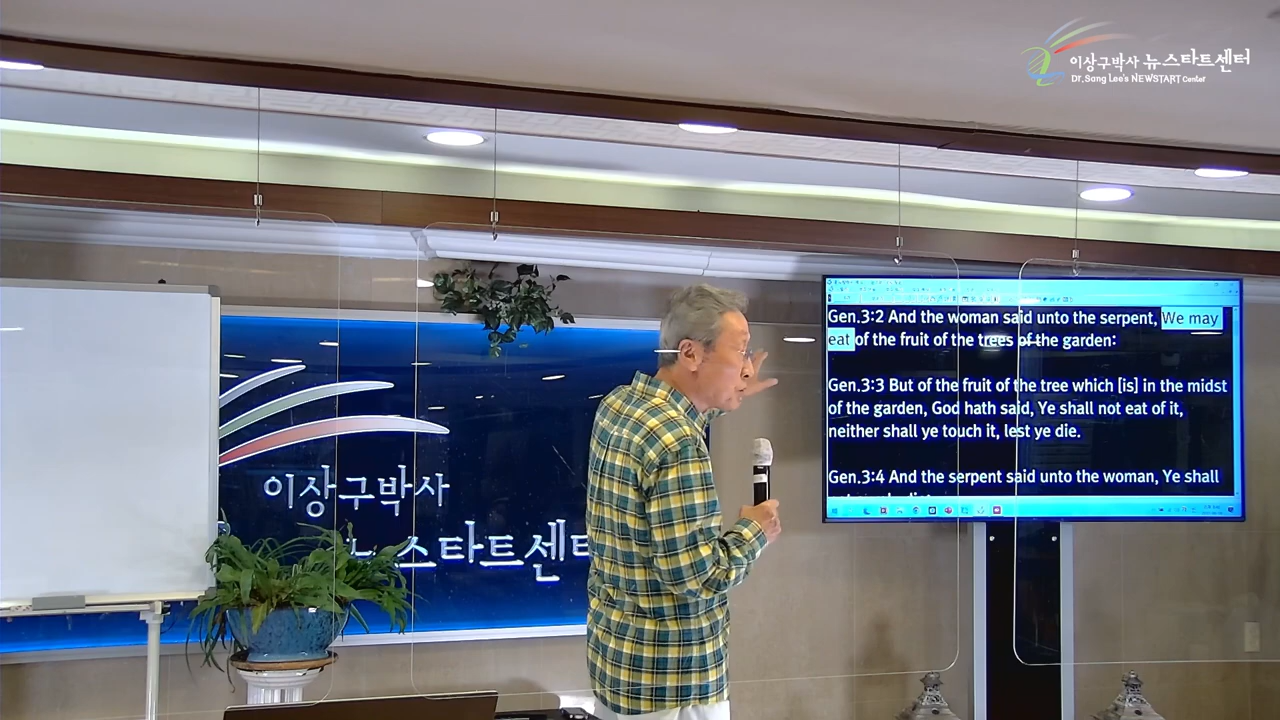 이상구박사 뉴스타트센터
Dr. Sang Lee's NEWSTART Center
이상구박사
뉴스타트센터
Gen.3:2 And the woman said unto the serpent, We may
eat of the fruit of the trees of the garden:
Gen.3:3 But of the fruit of the tree which [is] in the midst
of the garden, God hath said, Ye shall not eat of it,
neither shall ye touch it, lest ye die.
Gen.3:4 And the serpent said unto the woman, Ye shall